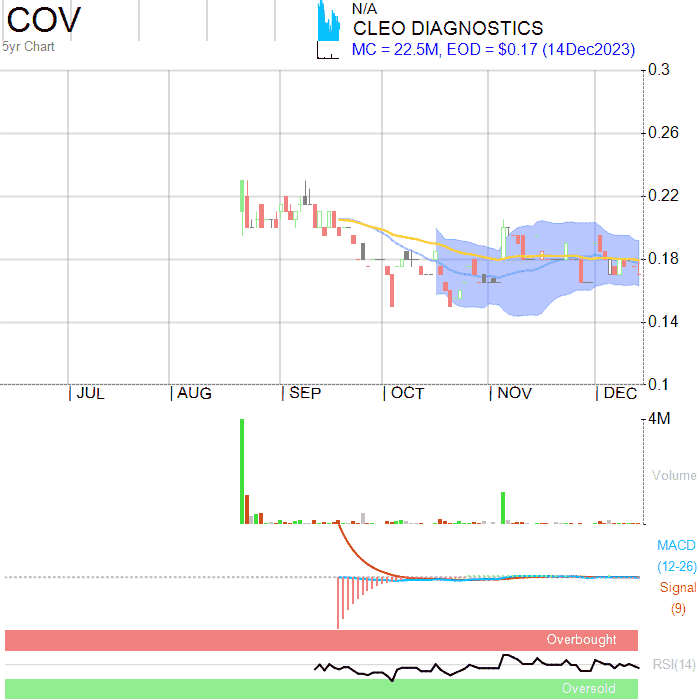 COV
5yr Chart
N/A
CLEO DIAGNOSTICS
MC = 22.5M, EOD = $0.17 (14Dec2023)
0.3
0.26
0.22
0.18
0.14
0.1
JUL AUG SEP OCT NOV DEC
4M
Volume
MACD
(12-26)
Signal
(9)
Overbought
RSI(14)
Oversold